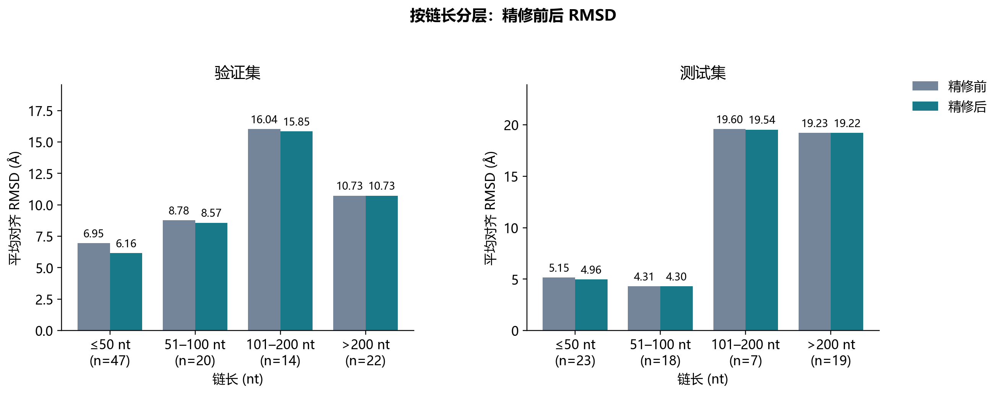 按链长分层：精修前后 RMSD
验证集
平均对齐 RMSD (Å)
17.5
15.0
12.5
10.0
7.5
5.0
2.5
0.0
6.95
6.16
8.78
8.57
16.04
15.85
10.73
10.73
≤50 nt
(n=47)
51–100 nt
(n=20)
101–200 nt
(n=14)
>200 nt
(n=22)
链长 (nt)
测试集
平均对齐 RMSD (Å)
20
15
10
5
0
5.15
4.96
4.31
4.30
19.60
19.54
19.23
19.22
≤50 nt
(n=23)
51–100 nt
(n=18)
101–200 nt
(n=7)
>200 nt
(n=19)
链长 (nt)
精修前
精修后